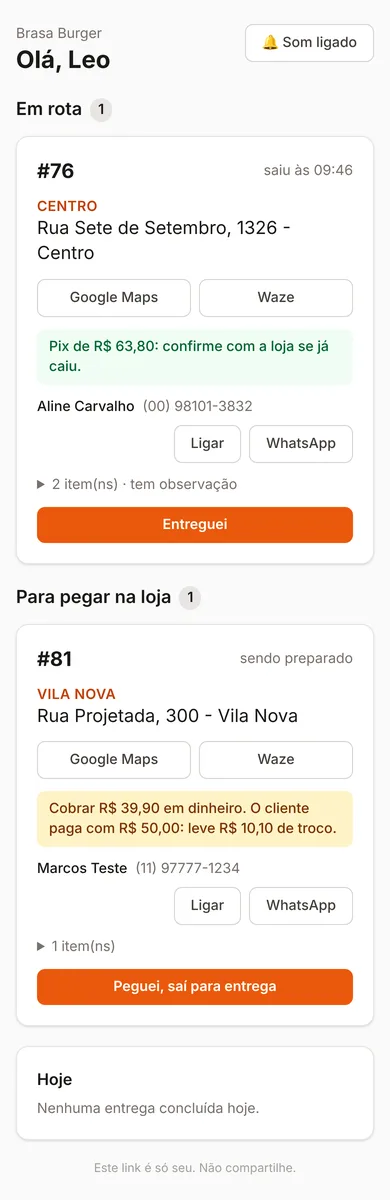 Brasa Burger
Olá, Leo
🔔 Som ligado
Em rota 1
#76
saiu às 09:46
CENTRO
Rua Sete de Setembro, 1326 -
Centro
Google Maps
Waze
Pix de R$ 63,80: confirme com a loja se já
caiu.
Aline Carvalho (00) 98101-3832
Ligar
WhatsApp
▶ 2 item(ns) · tem observação
Entreguei
Para pegar na loja 1
#81
sendo preparado
VILA NOVA
Rua Projetada, 300 - Vila Nova
Google Maps
Waze
Cobrar R$ 39,90 em dinheiro. O cliente
paga com R$ 50,00: leve R$ 10,10 de troco.
Marcos Teste (11) 97777-1234
Ligar
WhatsApp
▶ 1 item(ns)
Peguei, saí para entrega
Hoje
Nenhuma entrega concluída hoje.
Este link é só seu. Não compartilhe.